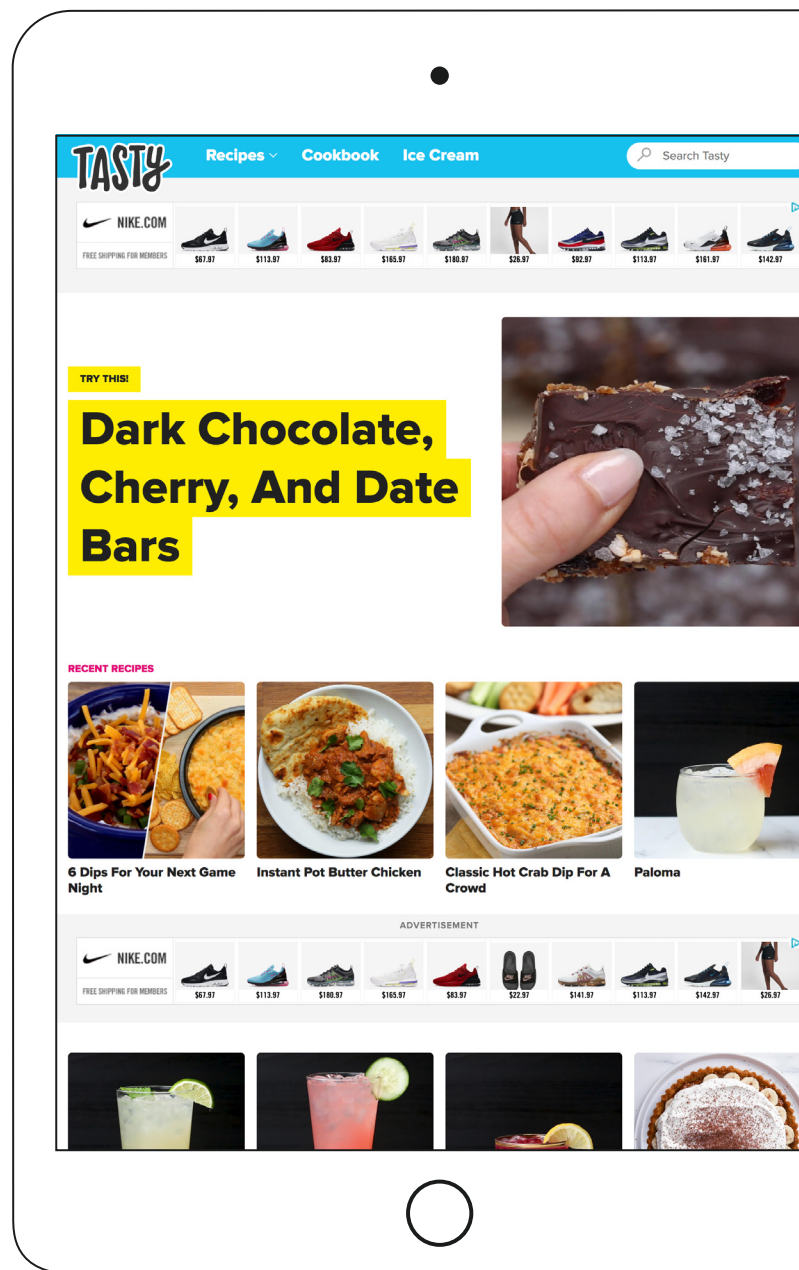 TASTY
Recipes Cookbook Ice Cream Search Tasty
NIKE.COM
FREE SHIPPING FOR MEMBERS
$67.97 $113.97 $83.97 $165.97 $180.97 $26.97 $92.97 $113.97 $161.97 $142.97
TRY THIS!
Dark Chocolate,
Cherry, And Date
Bars
RECENT RECIPES
6 Dips For Your Next Game
Night
Instant Pot Butter Chicken
Classic Hot Crab Dip For A
Crowd
Paloma
ADVERTISEMENT
NIKE.COM
FREE SHIPPING FOR MEMBERS
$67.97 $113.97 $180.97 $165.97 $83.97 $22.97 $141.97 $113.97 $142.97 $26.97